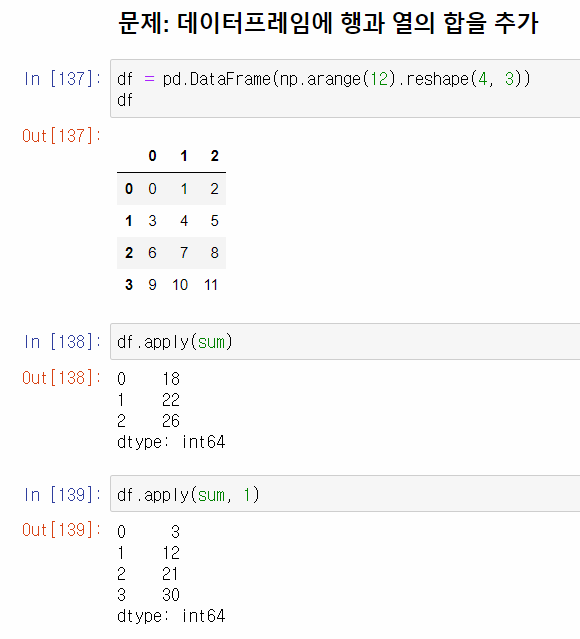 문제: 데이터프레임에 행과 열의 합을 추가
In [137]: df = pd.DataFrame(np.arange(12).reshape(4, 3))
df
Out[137]:
0 1 2
0 0 1 2
1 3 4 5
2 6 7 8
3 9 10 11
In [138]: df.apply(sum)
Out[138]: 0 18
1 22
2 26
dtype: int64
In [139]: df.apply(sum, 1)
Out[139]: 0 3
1 12
2 21
3 30
dtype: int64